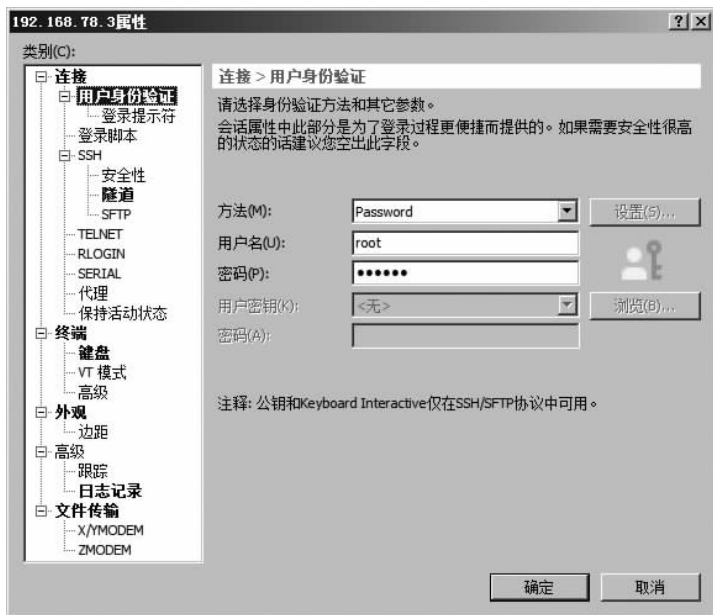 192.168.78.3属性
类别(C):
连接
用户身份验证
登录提示符
登录脚本
SSH
安全性
隧道
SFTP
TELNET
RLOGIN
SERIAL
代理
保持活动状态
终端
键盘
VT 模式
高级
外观
边距
高级
跟踪
日志记录
文件传输
X/YMODEM
ZMODEM
连接 > 用户身份验证
请选择身份验证方法和其它参数。
会话属性中此部分是为了登录过程更便捷而提供的。如果需要安全性很高
的状态的话建议您空出此字段。
方法(M): Password 设置(S)...
用户名(U): root
密码(P): ●●●●●●
用户密钥(K): <无> 浏览(B)...
密码(A):
注释: 公钥和Keyboard Interactive仅在SSH/SFTP协议中可用。
确定 取消